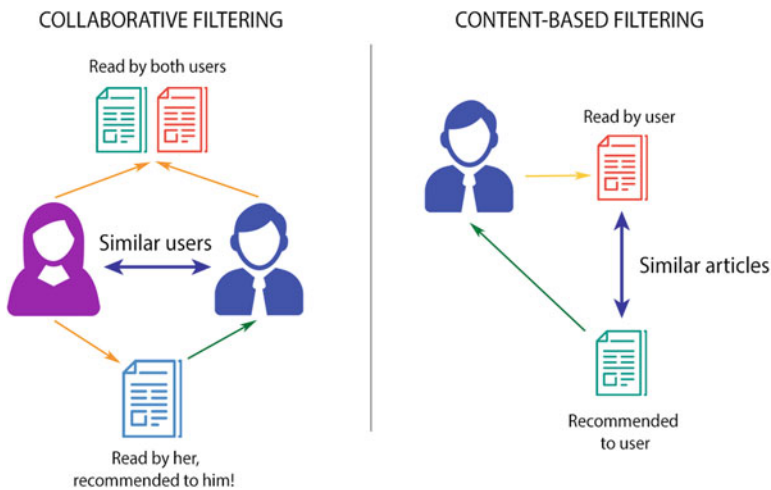 COLLABORATIVE FILTERING
Read by both users
Similar users
Read by her,
recommended to him!
CONTENT-BASED FILTERING
Read by user
Similar articles
Recommended
to user